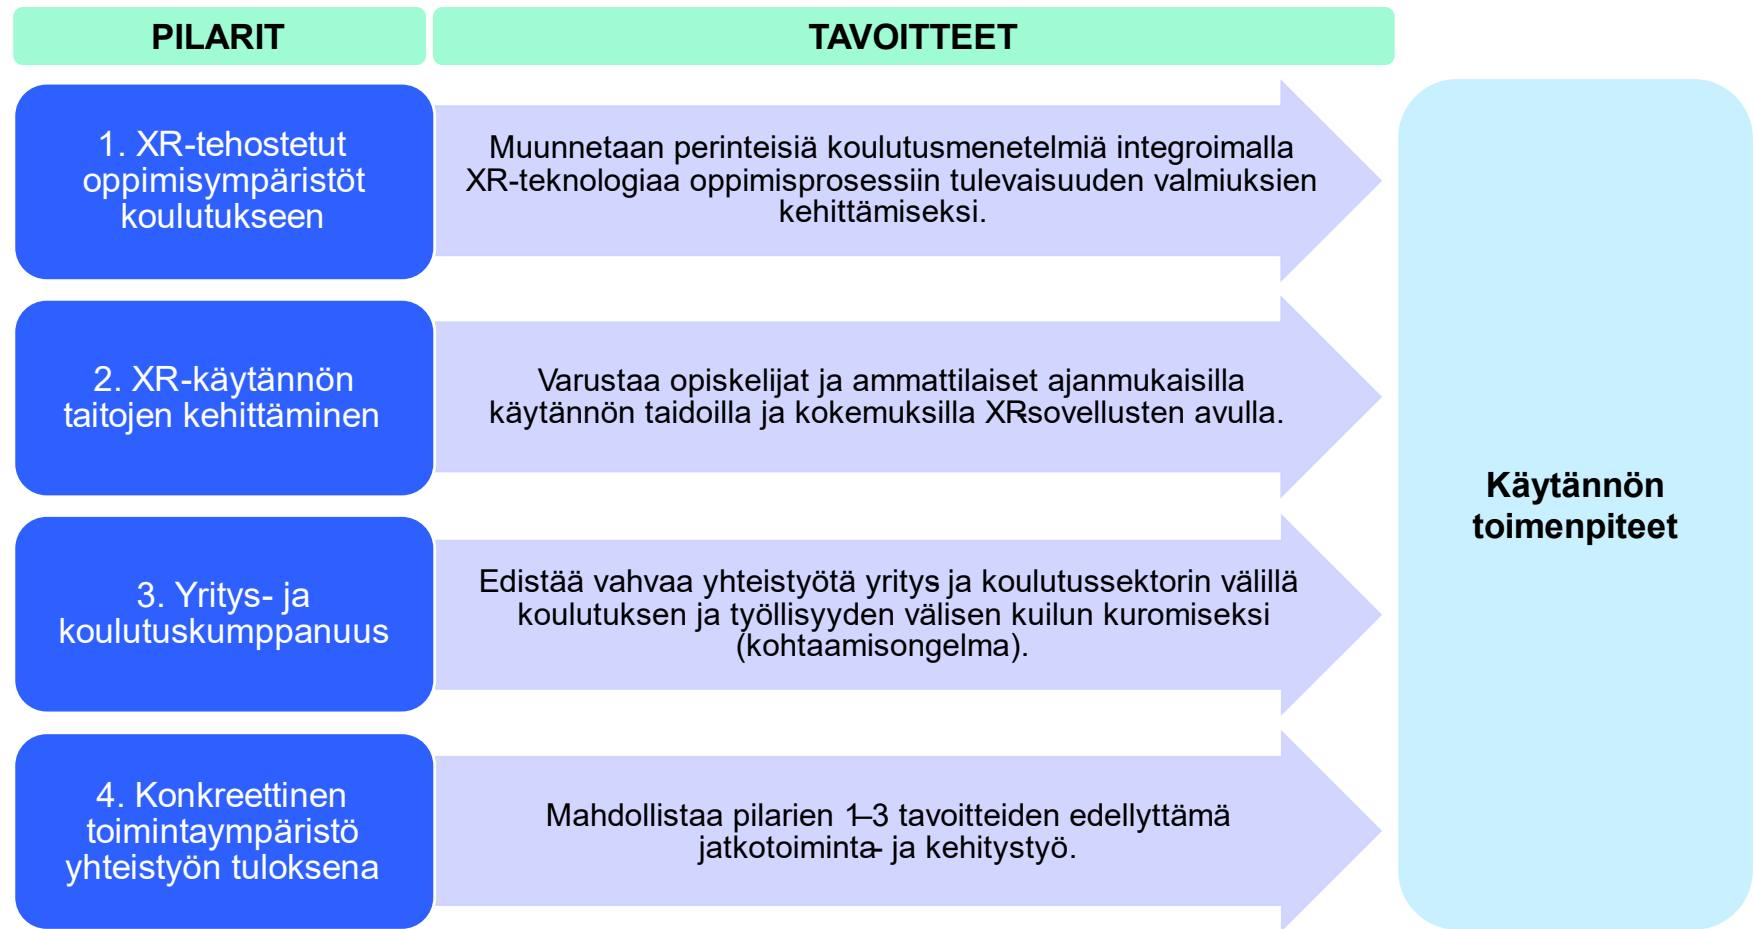 PILARIT
TAVOITTEET
1. XR-tehostetut
oppimisympäristöt
koulutukseen
Muunnetaan perinteisiä koulutusmenetelmiä integroimalla
XR-teknologiaa oppimisprosessiin tulevaisuuden valmiuksien
kehittämiseksi.
2. XR-käytännön
taitojen kehittäminen
Varustaa opiskelijat ja ammattilaiset ajanmukaisilla
käytännön taidoilla ja kokemuksilla XR-sovellusten avulla.
3. Yritys- ja
koulutuskumppanuus
Edistää vahvaa yhteistyötä yritys- ja koulutussektorin välillä
koulutuksen ja työllisyyden välisen kuilun kuromiseksi
(kohtaamisongelma).
4. Konkreettinen
toimintaympäristö
yhteistyön tuloksena
Mahdollistaa pilarien 1–3 tavoitteiden edellyttämä
jatkotoiminta- ja kehitystyö.
Käytännön
toimenpiteet